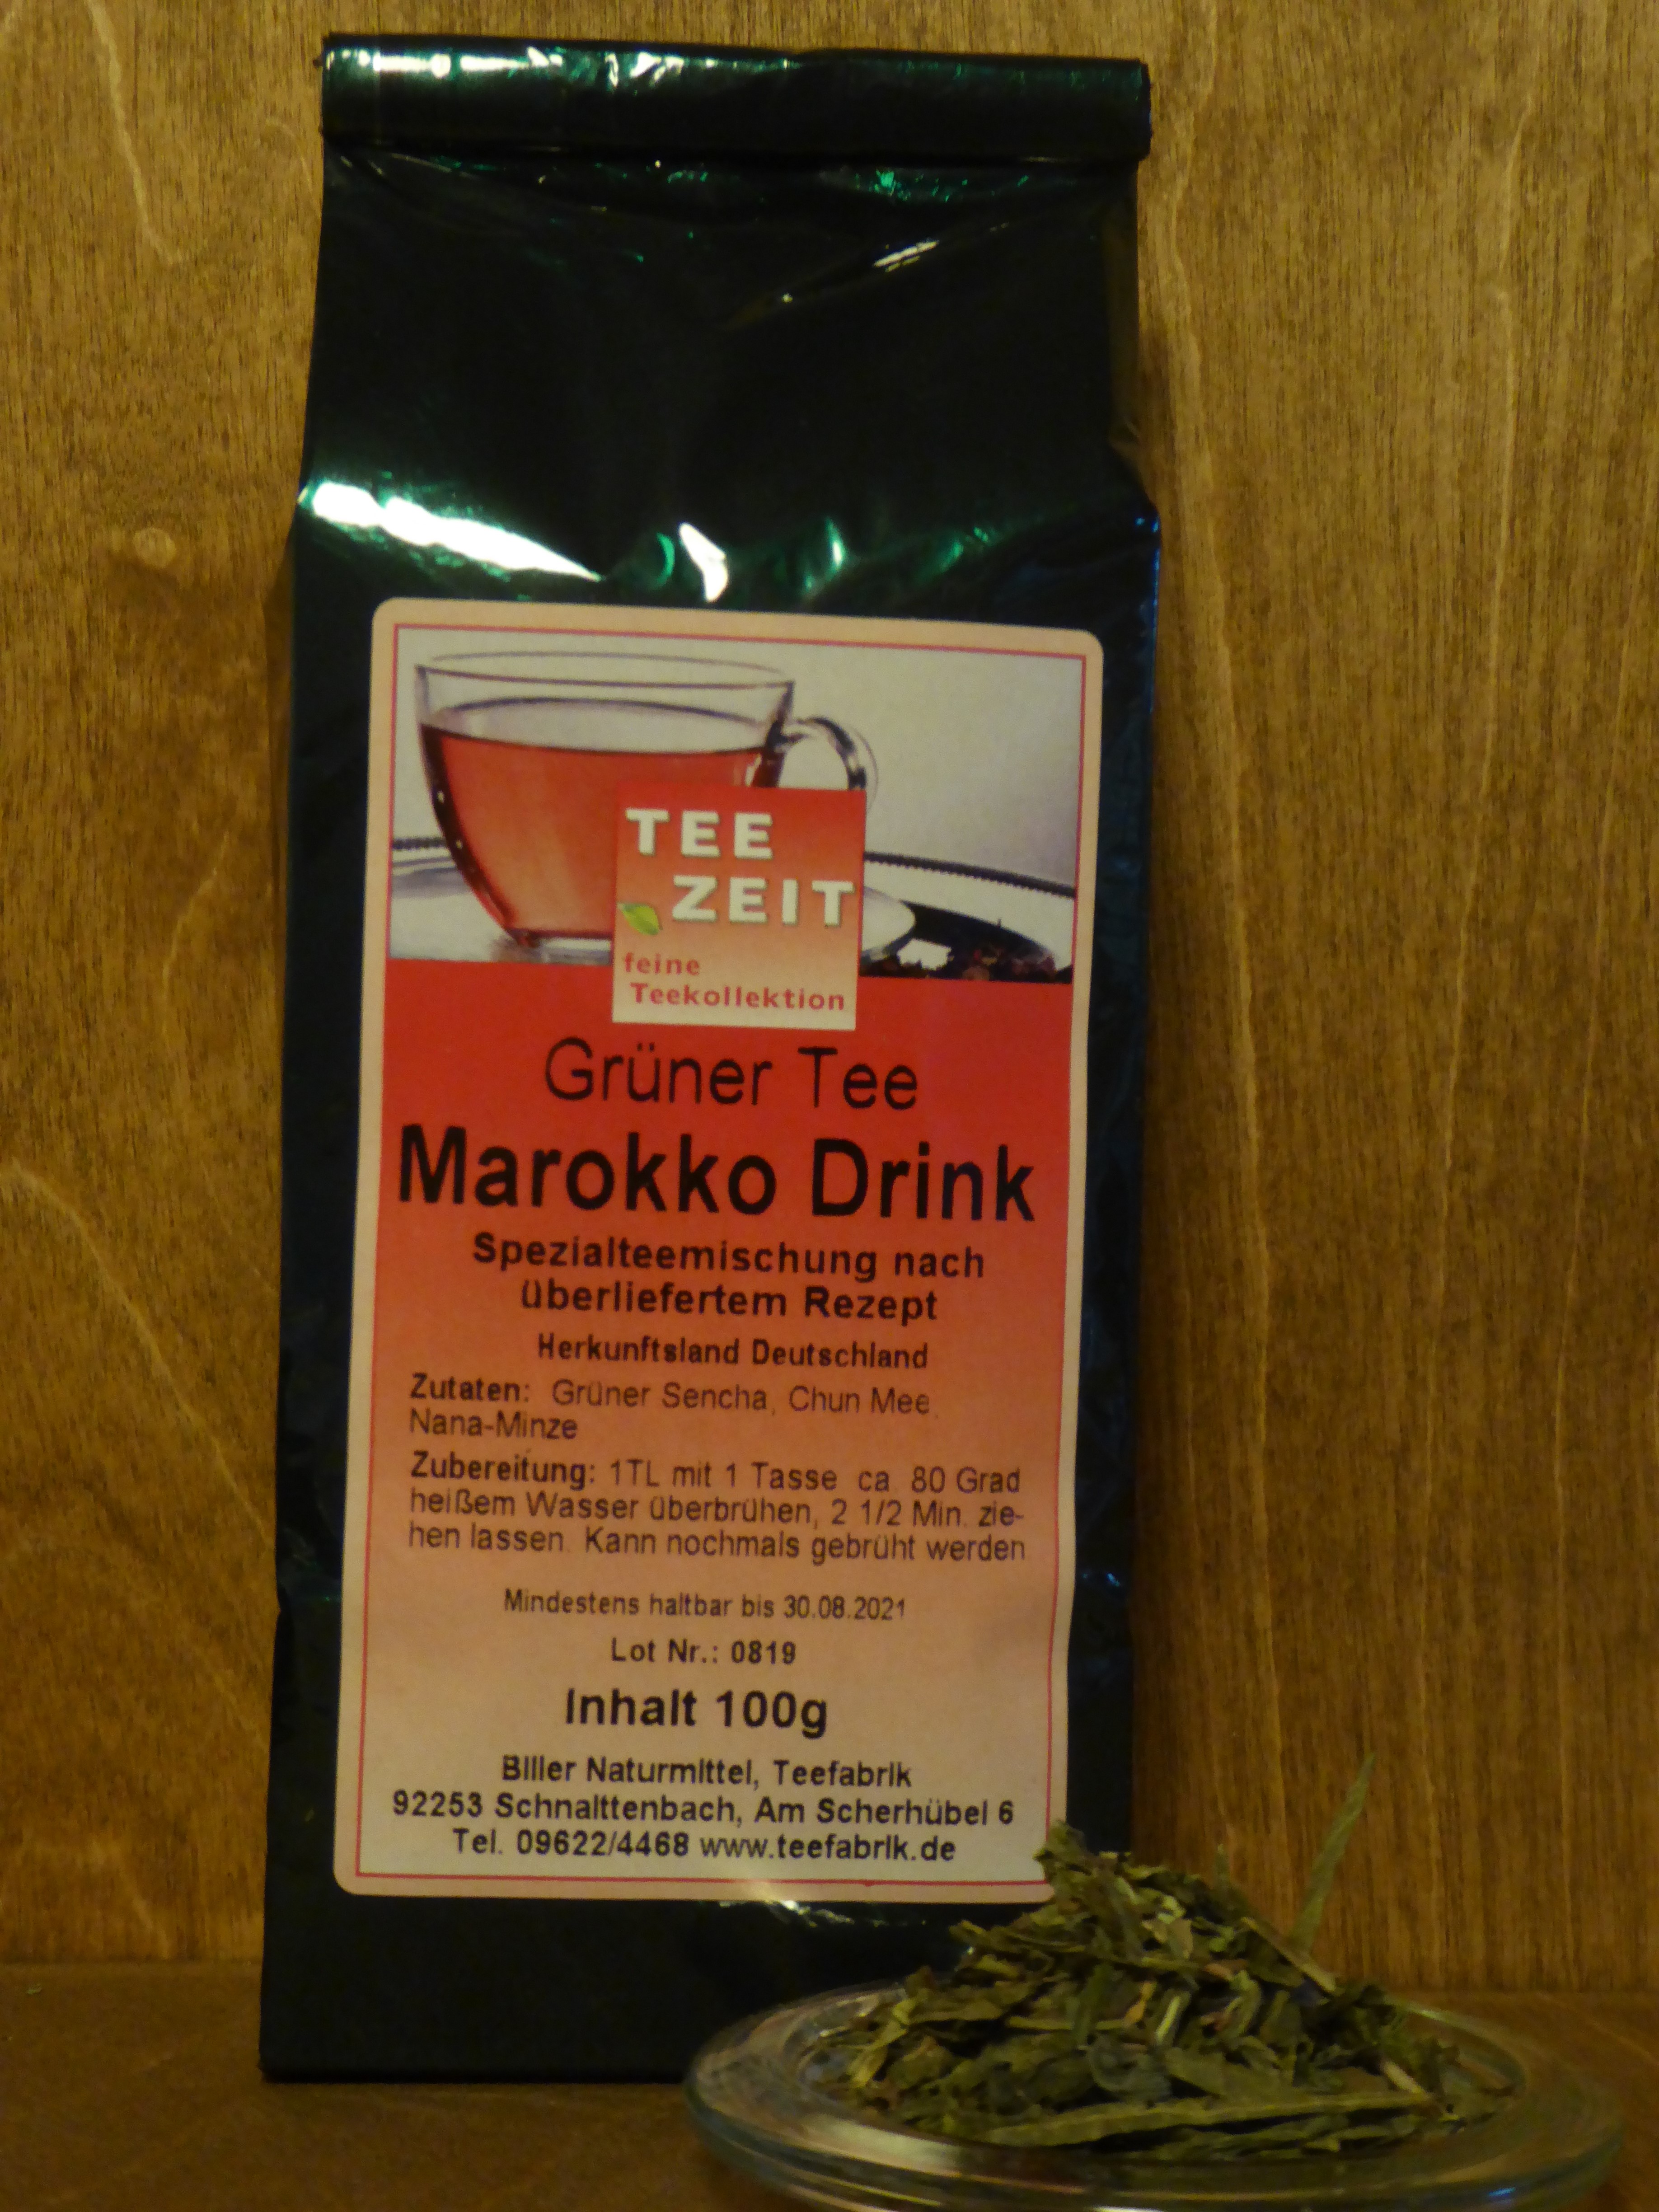 TEE
ZEIT
feine
Teekollektion
Grüner Tee
Marokko Drink
Spezialteemischung nach
überliefertem Rezept
Herkunftsland Deutschland
Zutaten: Grüner Sencha, Chun Mee,
Nana-Minze
Zubereitung: 1TL mit 1 Tasse ca. 80 Grad
heißem Wasser überbrühen, 2 1/2 Min. zie-
hen lassen. Kann nochmals gebrüht werden
Mindestens haltbar bis 30.08.2021
Lot Nr.: 0819
Inhalt 100g
Biller Naturmittel, Teefabrik
92253 Schnaittenbach, Am Scherhübel 6
Tel. 09622/4468 www.teefabrik.de